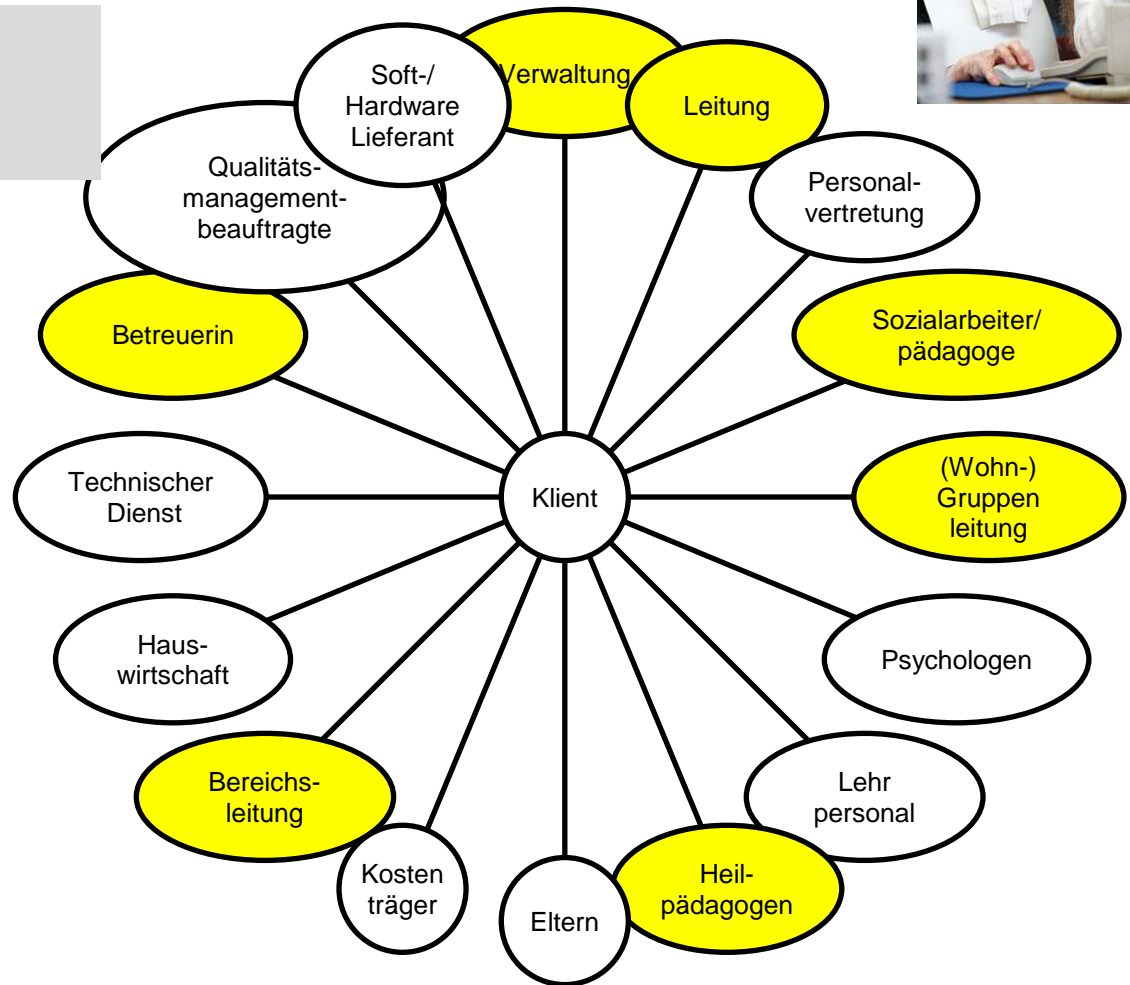 Verwaltung
Leitung
Personal-
vertretung
Sozialarbeiter/
pädagoge
(Wohn-)
Gruppen
leitung
Psychologen
Lehr
personal
Heil-
pädagogen
Eltern
Kosten
träger
Bereichs-
leitung
Haus-
wirtschaft
Technischer
Dienst
Betreuerin
Qualitäts-
management-
beauftragte
Soft-/
Hardware
Lieferant
Klient